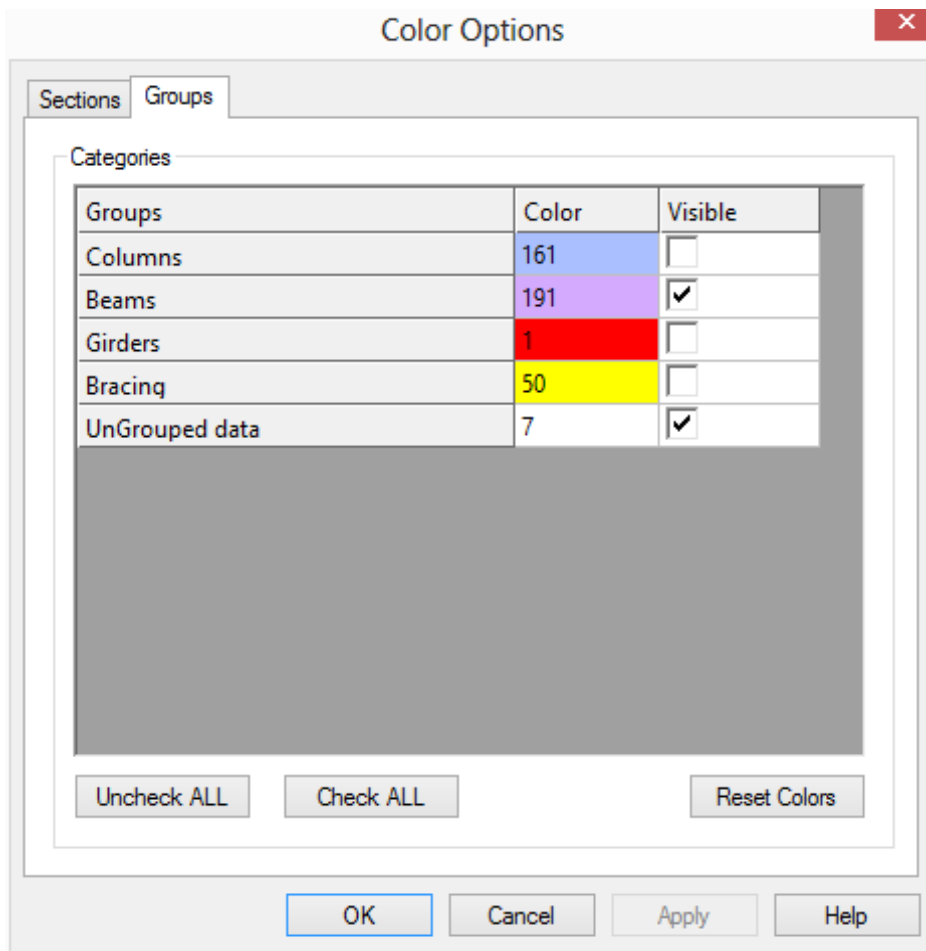 Color Options
Sections Groups
Categories
Groups Color Visible
Columns 161
Beams 191
Girders 1
Bracing 50
UnGrouped data 7
Uncheck ALL Check ALL Reset Colors
OK Cancel Apply Help